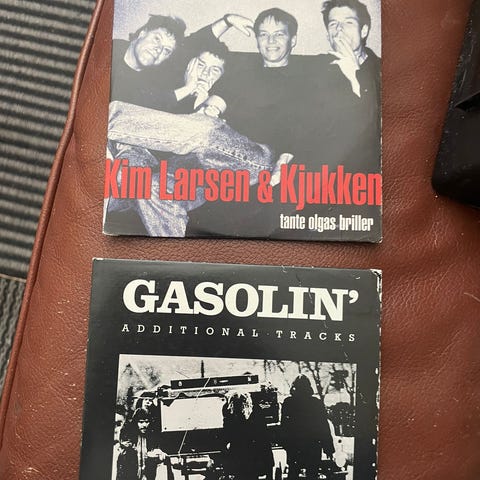 Kim Larsen & Kjukken
tante olgas briller
GASOLIN'
ADDITIONAL TRACKS